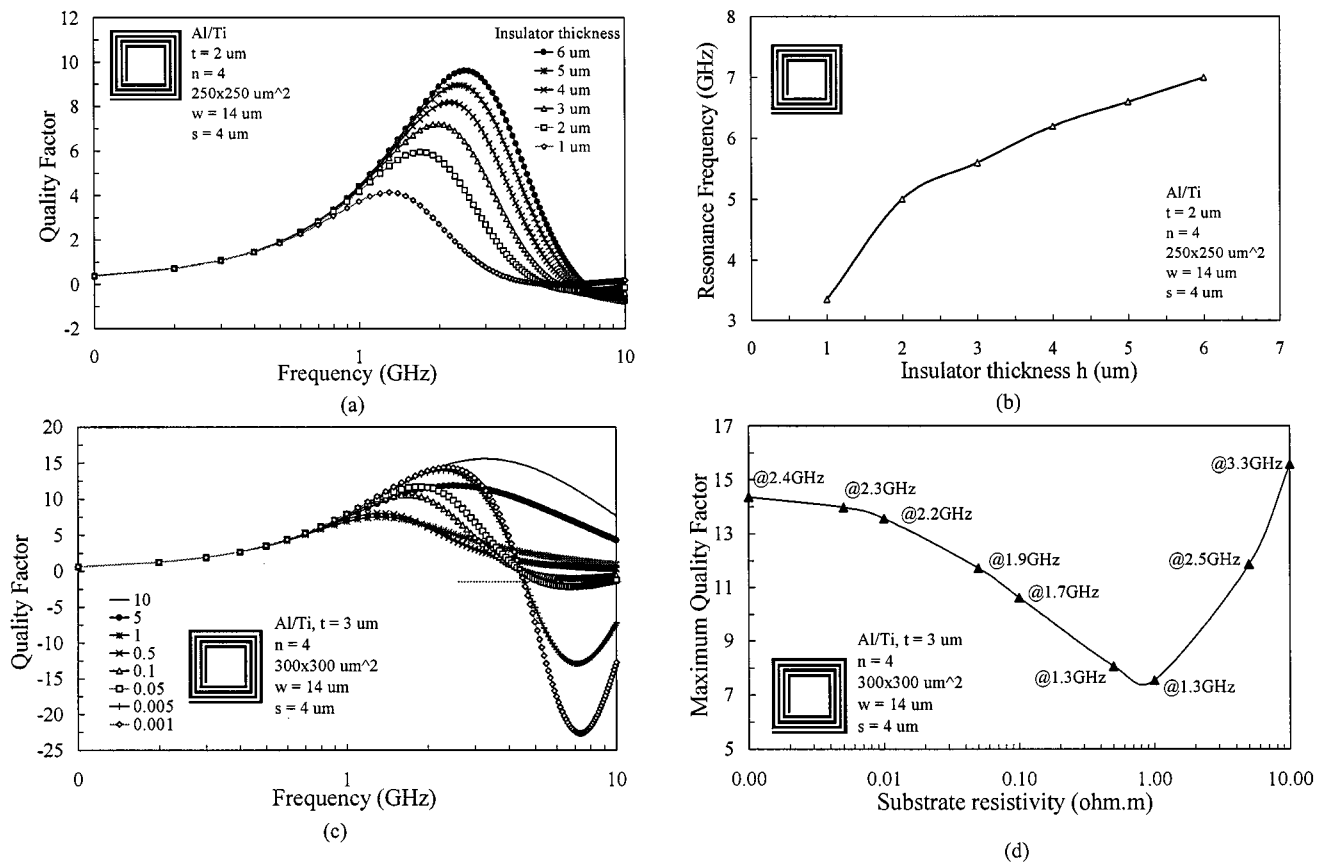 12
10
8
6
4
2
0
-2
Quality Factor
Al/Ti
t = 2 um
n = 4
250x250 um^2
w = 14 um
s = 4 um
Insulator thickness
6 um
5 um
4 um
3 um
2 um
1 um
0 1 10
Frequency (GHz)
(a)
8
7
6
5
4
3
Resonance Frequency (GHz)
Al/Ti
t = 2 um
n = 4
250x250 um^2
w = 14 um
s = 4 um
0 1 2 3 4 5 6 7
Insulator thickness h (um)
(b)
20
15
10
5
0
-5
-10
-15
-20
-25
Quality Factor
10
5
1
0.5
0.1
0.05
0.005
0.001
Al/Ti, t = 3 um
n = 4
300x300 um^2
w = 14 um
s = 4 um
0 1 10
Frequency (GHz)
(c)
17
15
13
11
9
7
5
Maximum Quality Factor
@2.4GHz
@2.3GHz
@2.2GHz
@1.9GHz
@1.7GHz
@1.3GHz
@1.3GHz
@2.5GHz
@3.3GHz
Al/Ti, t = 3 um
n = 4
300x300 um^2
w = 14 um
s = 4 um
0.00 0.01 0.10 1.00 10.00
Substrate resistivity (ohm.m)
(d)